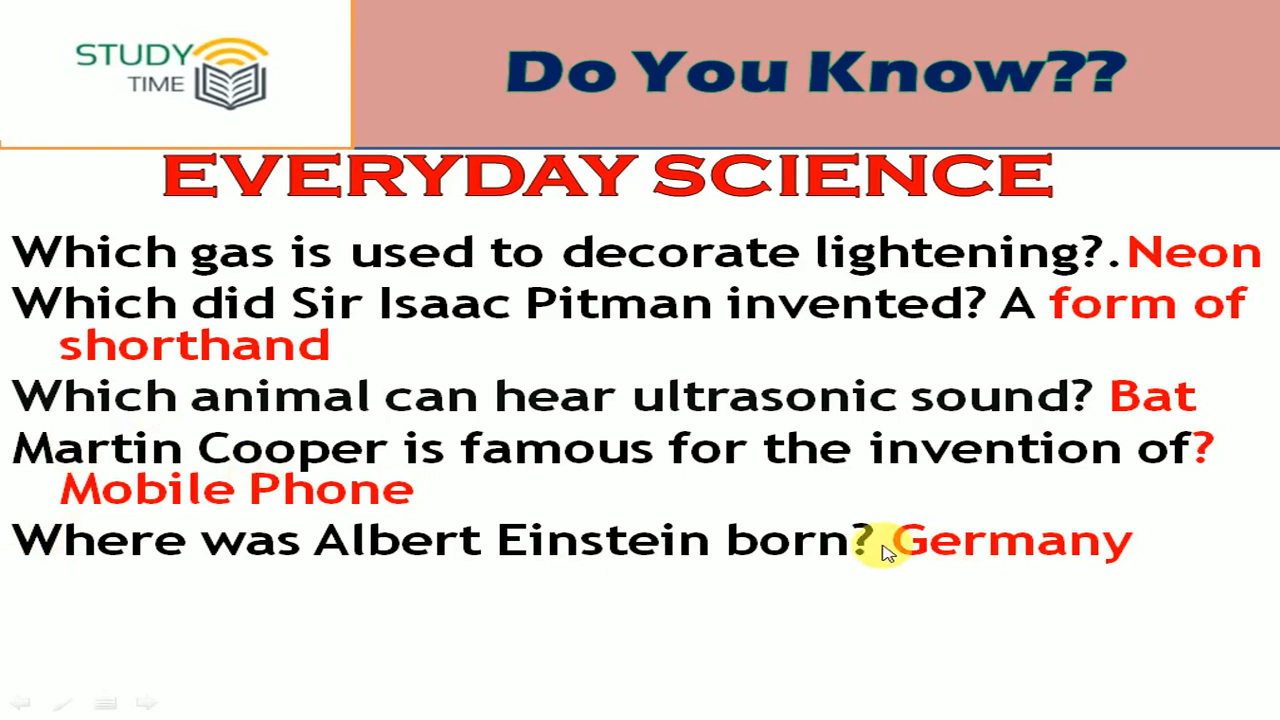 STUDY
TIME
Do You Know??
EVERYDAY SCIENCE
Which gas is used to decorate lightening?.Neon
Which did Sir Isaac Pitman invented? A form of
shorthand
Which animal can hear ultrasonic sound? Bat
Martin Cooper is famous for the invention of?
Mobile Phone
Where was Albert Einstein born? Germany